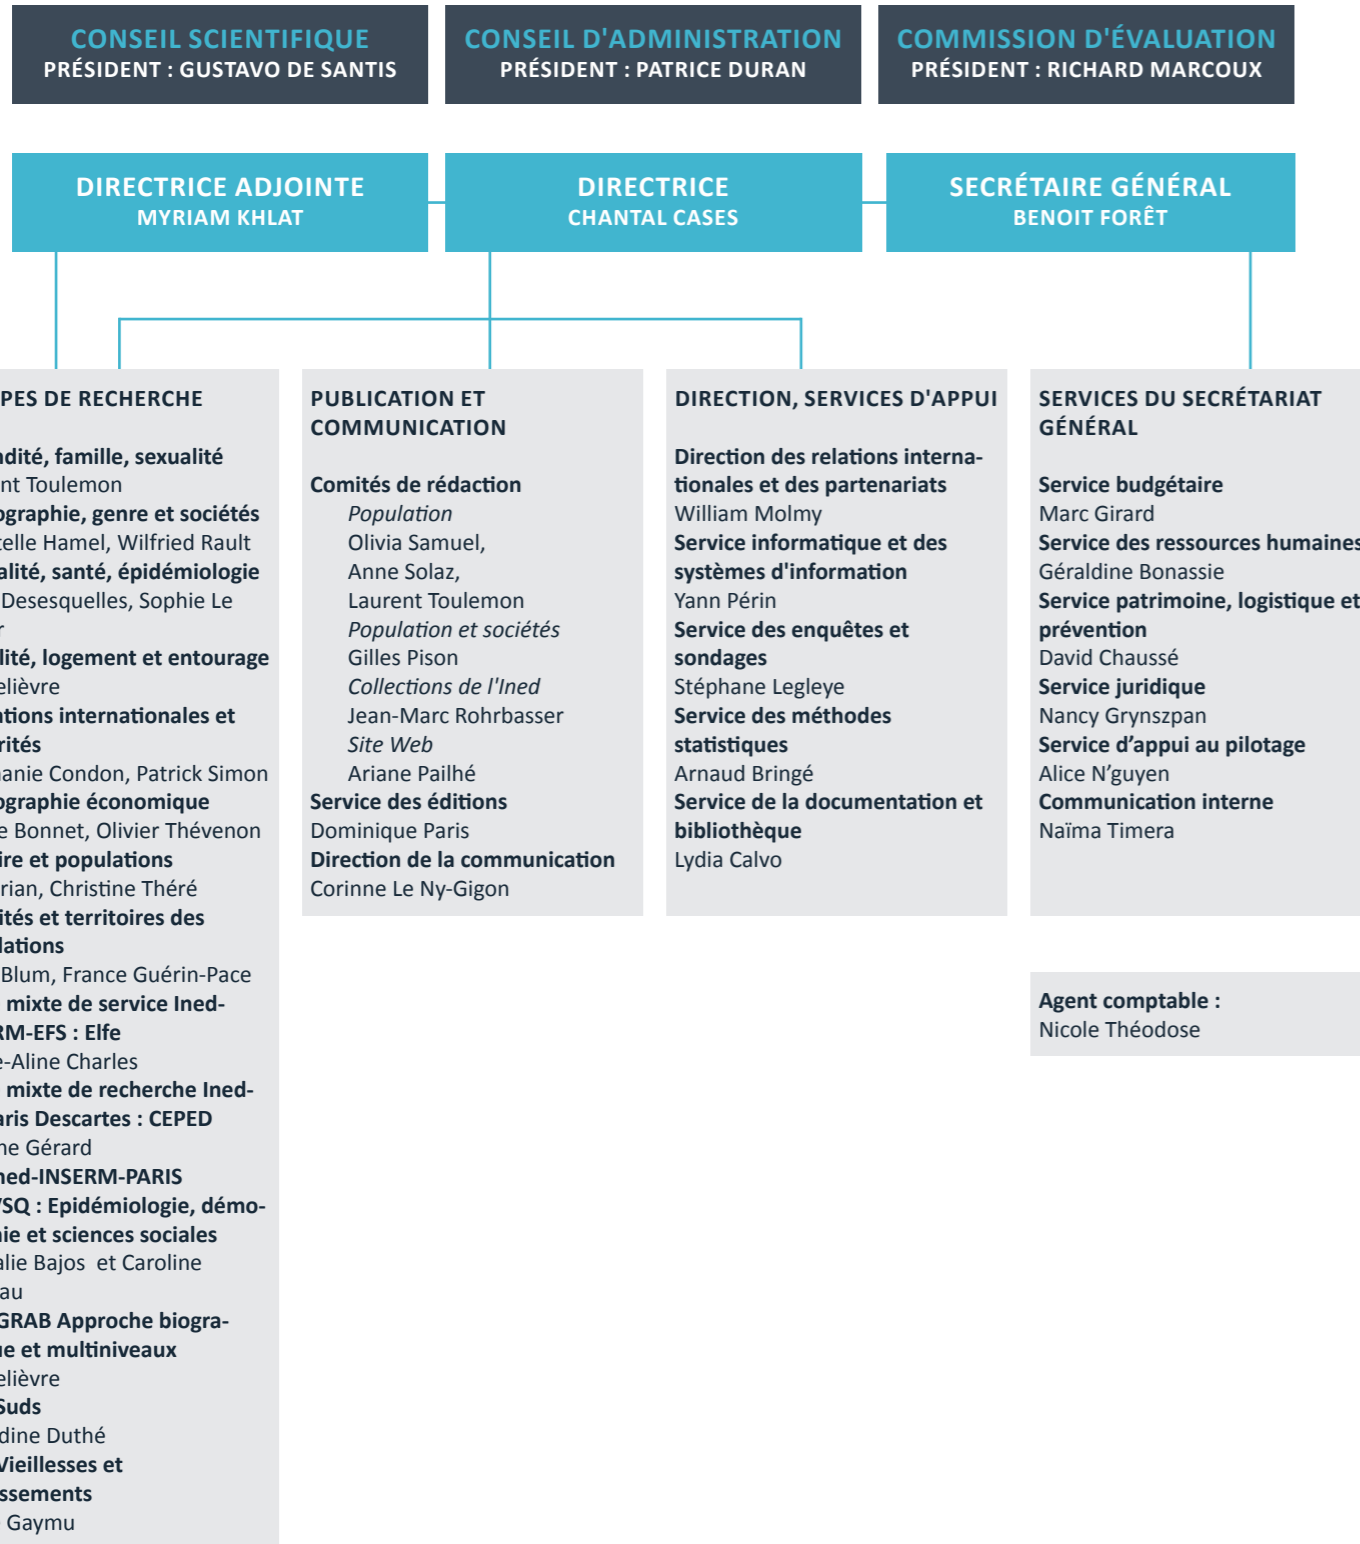 CONSEIL SCIENTIFIQUE
PRÉSIDENT : GUSTAVO DE SANTIS
CONSEIL D'ADMINISTRATION
PRÉSIDENT : PATRICE DURAN
COMMISSION D'ÉVALUATION
PRÉSIDENT : RICHARD MARCOUX
DIRECTRICE ADJOINTE
MYRIAM KHLAT
DIRECTRICE
CHANTAL CASES
SECRÉTAIRE GÉNÉRAL
BENOIT FORÊT
PES DE RECHERCHE
ndité, famille, sexualité
nt Toulemon
ographie, genre et sociétés
telle Hamel, Wilfried Rault
alité, santé, épidémiologie
Desesquelles, Sophie Le
r
lité, logement et entourage
elièvre
ations internationales et
rités
hanie Condon, Patrick Simon
ographie économique
e Bonnet, Olivier Thévenon
ire et populations
rian, Christine Théré
ités et territoires des
lations
Blum, France Guérin-Pace
mixte de service Ined-
RM-EFS : Elfe
e-Aline Charles
mixte de recherche Ined-
aris Descartes : CEPED
ne Gérard
ned-INSERM-PARIS
VSQ : Epidémiologie, démo-
hie et sciences sociales
alie Bajos et Caroline
au
GRAB Approche biogra-
ue et multiniveaux
elièvre
Suds
dine Duthé
Vieillesses et
ssements
Gaymu
PUBLICATION ET
COMMUNICATION
Comités de rédaction
Population
Olivia Samuel,
Anne Solaz,
Laurent Toulemon
Population et sociétés
Gilles Pison
Collections de l'Ined
Jean-Marc Rohrbasser
Site Web
Ariane Pailhé
Service des éditions
Dominique Paris
Direction de la communication
Corinne Le Ny-Gigon
DIRECTION, SERVICES D'APPUI
Direction des relations interna-
tionales et des partenariats
William Molmy
Service informatique et des
systèmes d'information
Yann Périn
Service des enquêtes et
sondages
Stéphane Legleye
Service des méthodes
statistiques
Arnaud Bringé
Service de la documentation et
bibliothèque
Lydia Calvo
SERVICES DU SECRÉTARIAT
GÉNÉRAL
Service budgétaire
Marc Girard
Service des ressources humaines
Géraldine Bonassie
Service patrimoine, logistique et
prévention
David Chaussé
Service juridique
Nancy Grynszpan
Service d’appui au pilotage
Alice N’guyen
Communication interne
Naïma Timera
Agent comptable :
Nicole Théodose